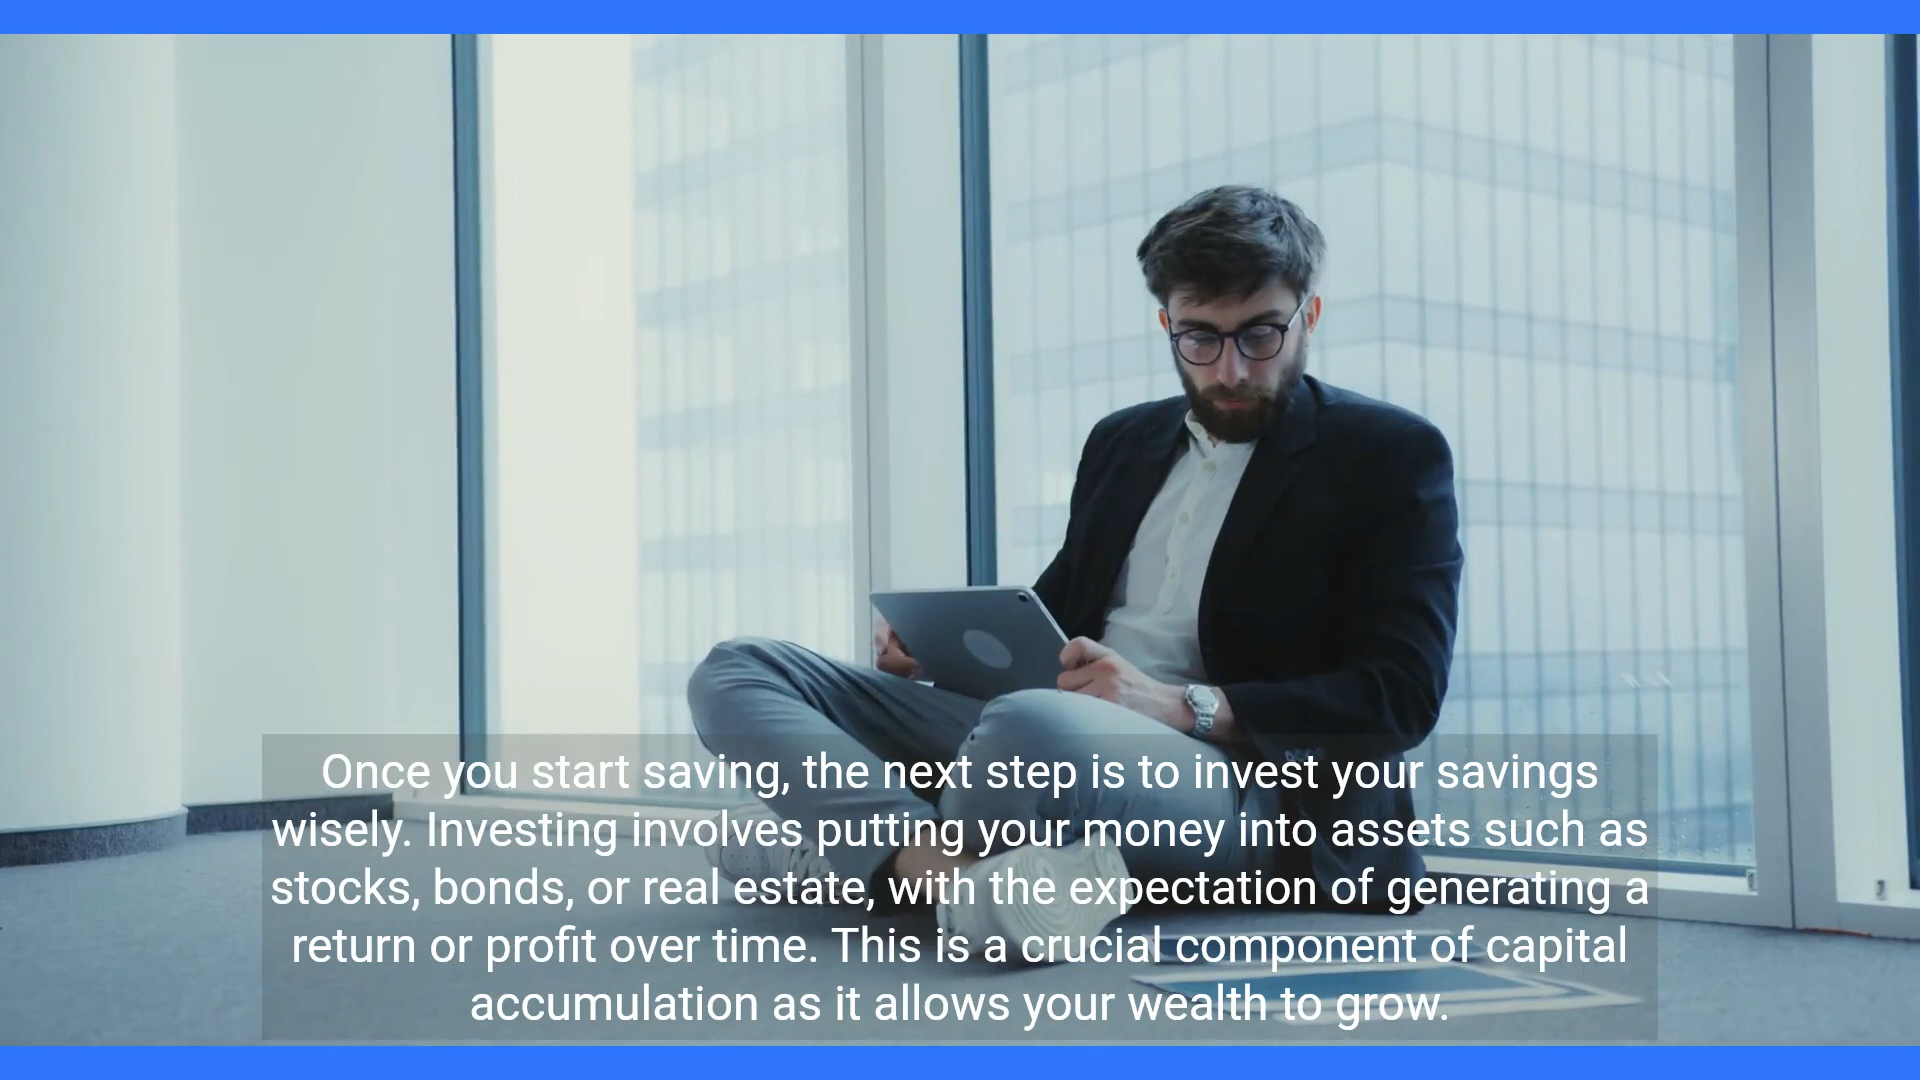 Once you start saving, the next step is to invest your savings
wisely. Investing involves putting your money into assets such as
stocks, bonds, or real estate, with the expectation of generating a
return or profit over time. This is a crucial component of capital
accumulation as it allows your wealth to grow.